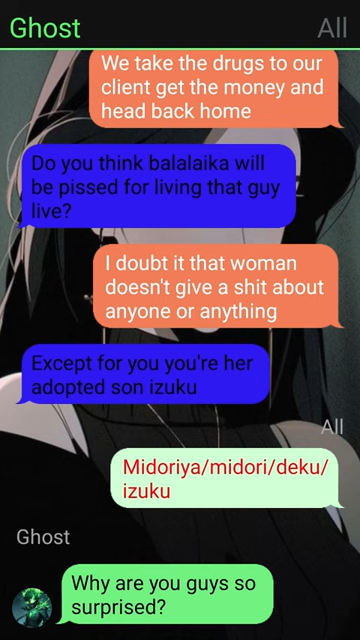 Ghost All
We take the drugs to our
client get the money and
head back home
Do you think balalaika will
be pissed for living that guy
live?
I doubt it that woman
doesn't give a shit about
anyone or anything
Except for you you're her
adopted son izuku
All
Midoriya/midori/deku/
izuku
Ghost
Why are you guys so
surprised?